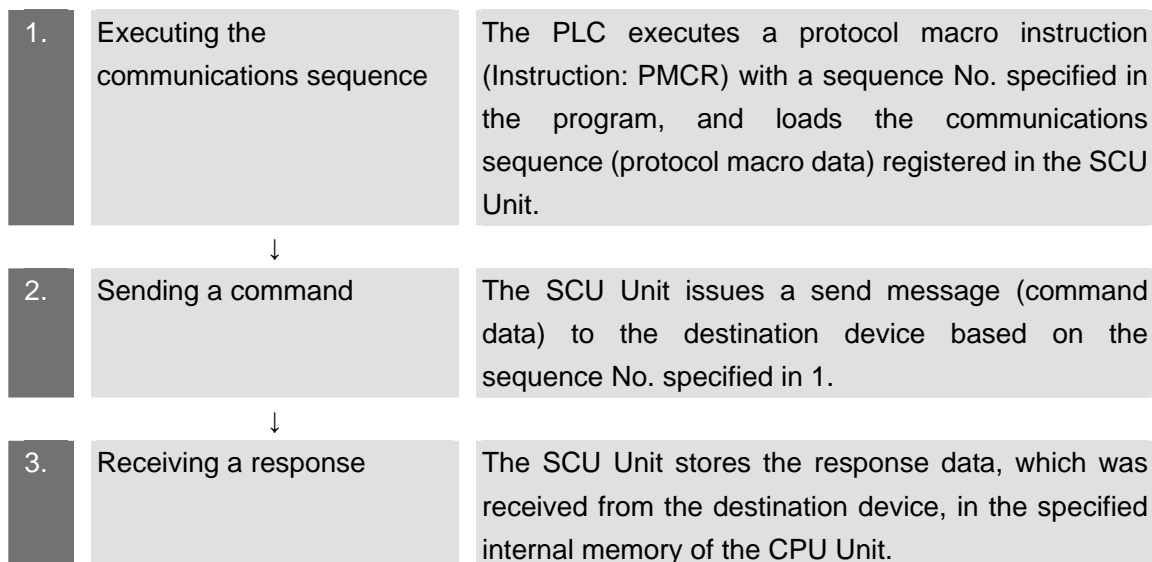 1.
Executing the
communications sequence
The PLC executes a protocol macro instruction
(Instruction: PMCR) with a sequence No. specified in
the program, and loads the communications
sequence (protocol macro data) registered in the SCU
Unit.
↓
2.
Sending a command
The SCU Unit issues a send message (command
data) to the destination device based on the
sequence No. specified in 1.
↓
3.
Receiving a response
The SCU Unit stores the response data, which was
received from the destination device, in the specified
internal memory of the CPU Unit.